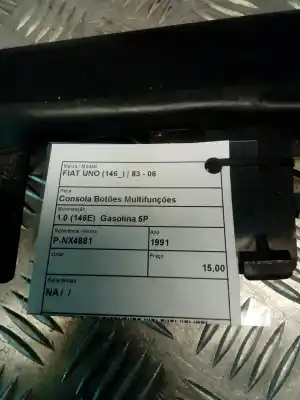 Marca / Modelo
FIAT UNO (146_) / 83 - 06
Peça
Consola Botões Multifunções
Motorização
1.0 (146E) Gasolina 5P
Referência Interna
Ano
P-NX4881
1991
Local
Preço
15,00
Referências
NA / /